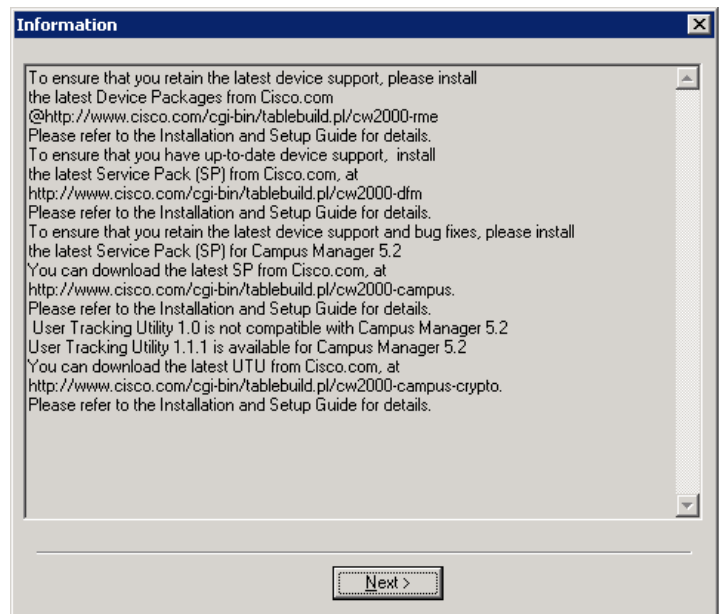 Information
To ensure that you retain the latest device support, please install
the latest Device Packages from Cisco.com
@http://www.cisco.com/cgi-bin/tablebuild.pl/cw2000-rme
Please refer to the Installation and Setup Guide for details.
To ensure that you have up-to-date device support,  install
the latest Service Pack (SP) from Cisco.com, at
http://www.cisco.com/cgi-bin/tablebuild.pl/cw2000-dfm
Please refer to the Installation and Setup Guide for details.
To ensure that you retain the latest device support and bug fixes, please install
the latest Service Pack (SP) for Campus Manager 5.2
You can download the latest SP from Cisco.com, at
http://www.cisco.com/cgi-bin/tablebuild.pl/cw2000-campus.
Please refer to the Installation and Setup Guide for details.
 User Tracking Utility 1.0 is not compatible with Campus Manager 5.2
User Tracking Utility 1.1.1 is available for Campus Manager 5.2
You can download the latest UTU from Cisco.com, at
http://www.cisco.com/cgi-bin/tablebuild.pl/cw2000-campus-crypto.
Please refer to the Installation and Setup Guide for details.
Next >